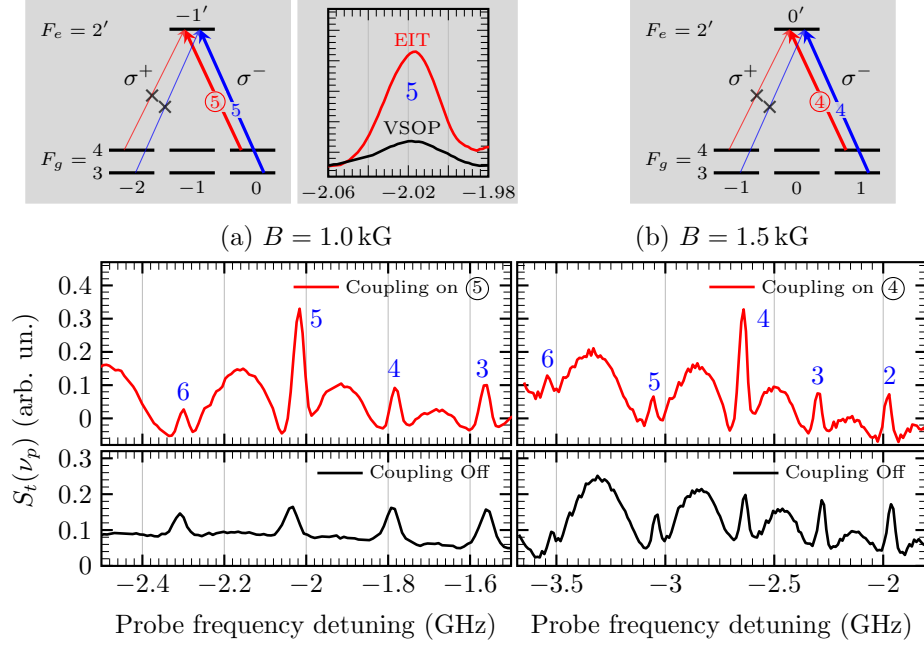 F_e = 2′
−1′
σ⁺
σ⁻
⑤
5
F_g = 4
3
−2
−1
0
EIT
5
VSOP
−2.06
−2.02
−1.98
F_e = 2′
0′
σ⁺
σ⁻
④
4
F_g = 4
3
−1
0
1
(a) B = 1.0 kG
(b) B = 1.5 kG
S_t(ν_p) (arb. un.)
0.4
0.3
0.2
0.1
0
Coupling on ⑤
6
5
4
3
Coupling on ④
6
5
4
3
2
0.3
0.2
0.1
0
Coupling Off
Coupling Off
−2.4
−2.2
−2
−1.8
−1.6
−3.5
−3
−2.5
−2
Probe frequency detuning (GHz)
Probe frequency detuning (GHz)